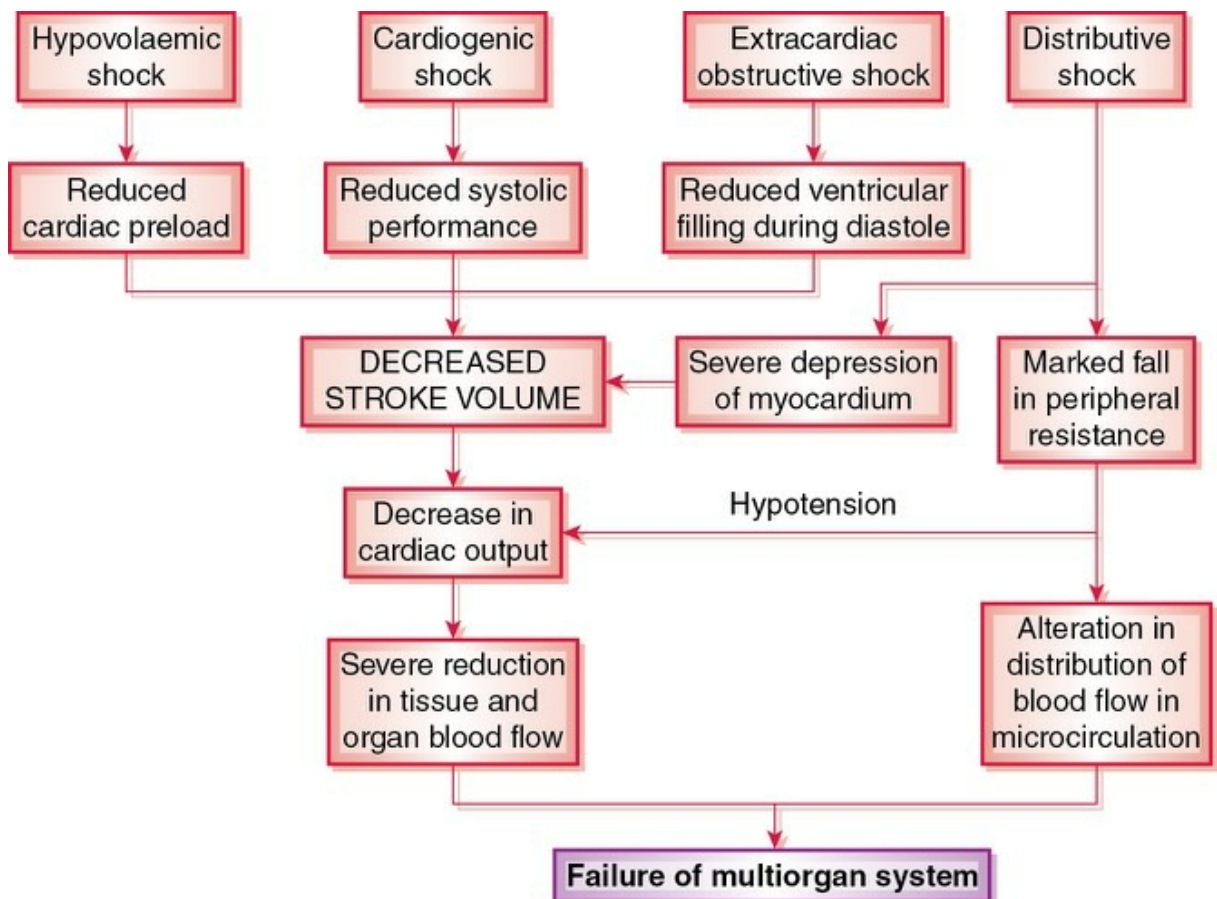 Hypovolaemic
shock
Cardiogenic
shock
Extracardiac
obstructive shock
Distributive
shock
Reduced
cardiac preload
Reduced systolic
performance
Reduced ventricular
filling during diastole
DECREASED
STROKE VOLUME
Severe depression
of myocardium
Marked fall
in peripheral
resistance
Decrease in
cardiac output
Hypotension
Severe reduction
in tissue and
organ blood flow
Alteration in
distribution of
blood flow in
microcirculation
Failure of multiorgan system